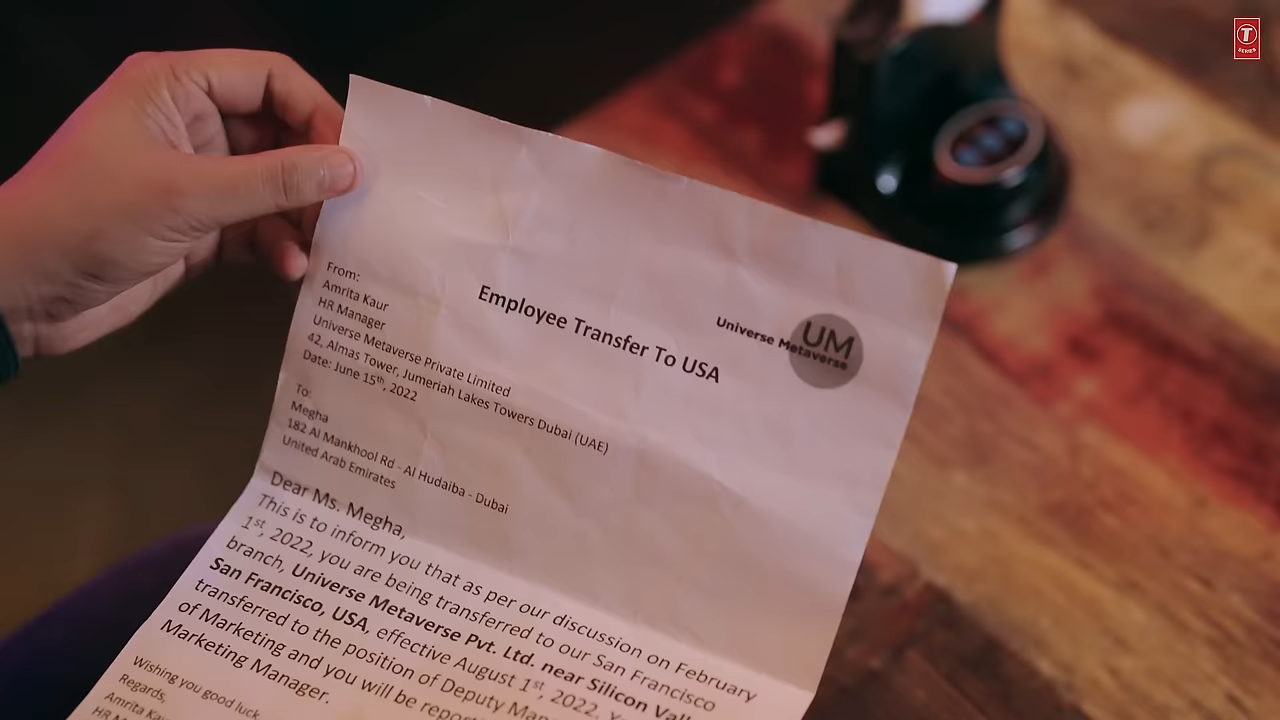 T
SERIES
Employee Transfer To USA
Universe Metaverse
UM
From:
Amrita Kaur
HR Manager
Universe Metaverse Private Limited
42, Almas Tower, Jumeriah Lakes Towers Dubai (UAE)
Date: June 15th, 2022
To:
Megha
182 Al Mankhool Rd - Al Hudaiba - Dubai
United Arab Emirates
Dear Ms. Megha,
This is to inform you that as per our discussion on February
1st, 2022, you are being transferred to our San Francisco
branch, Universe Metaverse Pvt. Ltd. near Silicon
San Francisco, USA, effective August 1st, 2022.
transferred to the position of Deputy
of Marketing and you will be
Marketing Manager.
Wishing you good luck
Regards,
Amrita